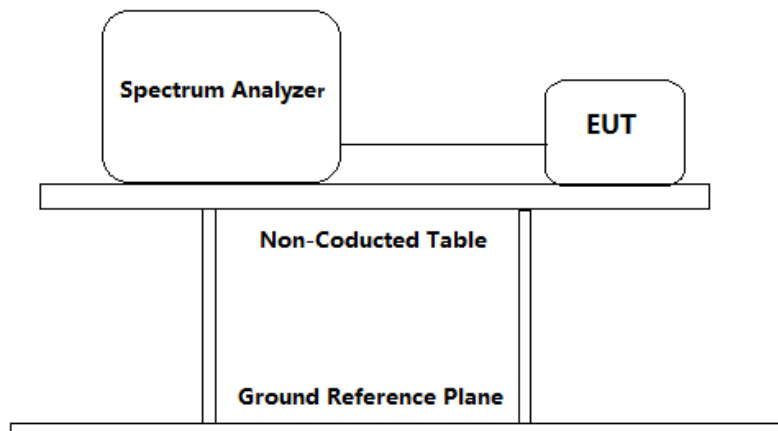 Spectrum Analyzer
EUT
Non-Coducted Table
Ground Reference Plane